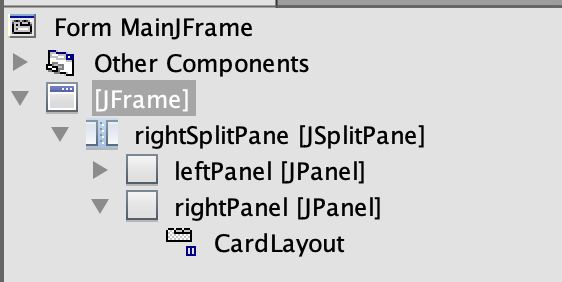 Form MainJFrame
Other Components
[JFrame]
rightSplitPane [JSplitPane]
leftPanel [JPanel]
rightPanel [JPanel]
CardLayout